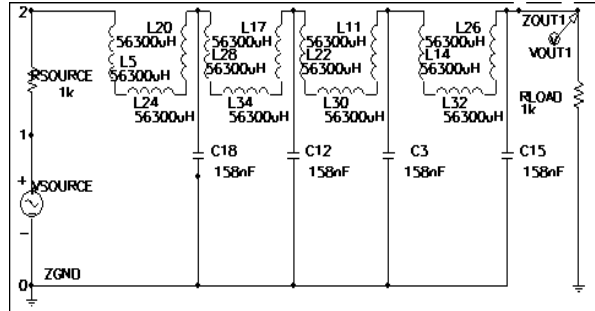 2
L20
56300uH
L17
56300uH
L11
56300uH
L26
56300uH
ZOUT1
VOUT1
L5
56300uH
L28
56300uH
L22
56300uH
L14
56300uH
RSOURCE
1k
L24
56300uH
L34
56300uH
L30
56300uH
L32
56300uH
RLOAD
1k
1
C18
158nF
C12
158nF
C3
158nF
C15
158nF
+
VSOURCE
-
0
ZGND